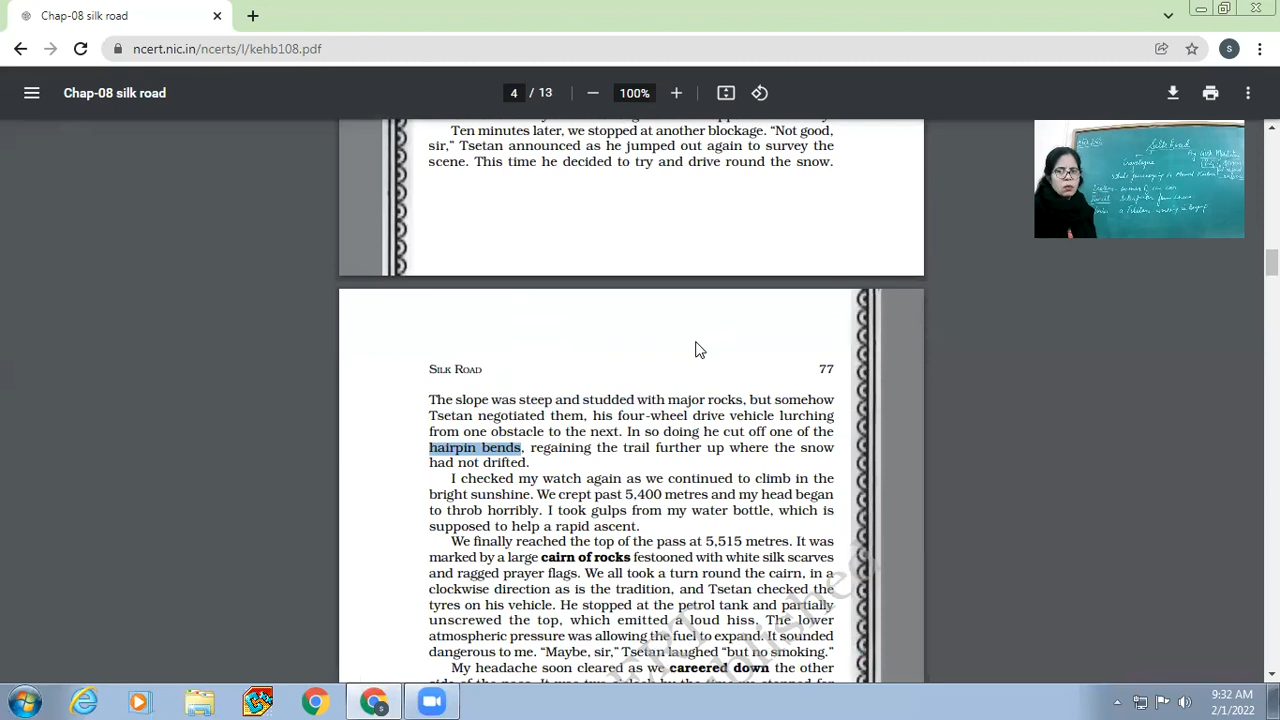 Chap-08 silk road
ncert.nic.in/ncerts/l/kehb108.pdf
S
Chap-08 silk road
4 / 13
100%
Ten minutes later, we stopped at another blockage. “Not good,
sir,” Tsetan announced as he jumped out again to survey the
scene. This time he decided to try and drive round the snow.
SILK ROAD
77
The slope was steep and studded with major rocks, but somehow
Tsetan negotiated them, his four-wheel drive vehicle lurching
from one obstacle to the next. In so doing he cut off one of the
hairpin bends, regaining the trail further up where the snow
had not drifted.
I checked my watch again as we continued to climb in the
bright sunshine. We crept past 5,400 metres and my head began
to throb horribly. I took gulps from my water bottle, which is
supposed to help a rapid ascent.
We finally reached the top of the pass at 5,515 metres. It was
marked by a large cairn of rocks festooned with white silk scarves
and ragged prayer flags. We all took a turn round the cairn, in a
clockwise direction as is the tradition, and Tsetan checked the
tyres on his vehicle. He stopped at the petrol tank and partially
unscrewed the top, which emitted a loud hiss. The lower
atmospheric pressure was allowing the fuel to expand. It sounded
dangerous to me. “Maybe, sir,” Tsetan laughed “but no smoking.”
My headache soon cleared as we careered down the other
Silk Road
Travelogue
9:32 AM
2/1/2022